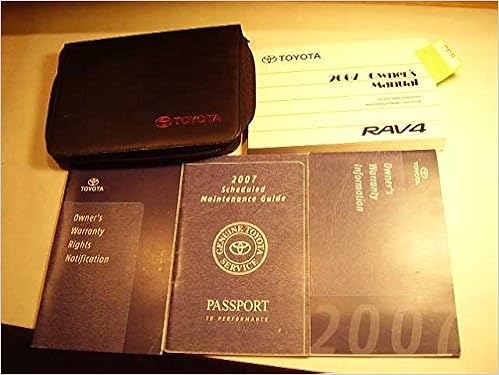 TOYOTA
TOYOTA
2007 Owner's
Manual
RAV4
TOYOTA
Owner's
Warranty
Rights
Notification
2007
Scheduled
Maintenance Guide
GENUINE TOYOTA
SERVICE
PASSPORT
TO PERFORMANCE
Owner's
Warranty
Information
TOYOTA
2007